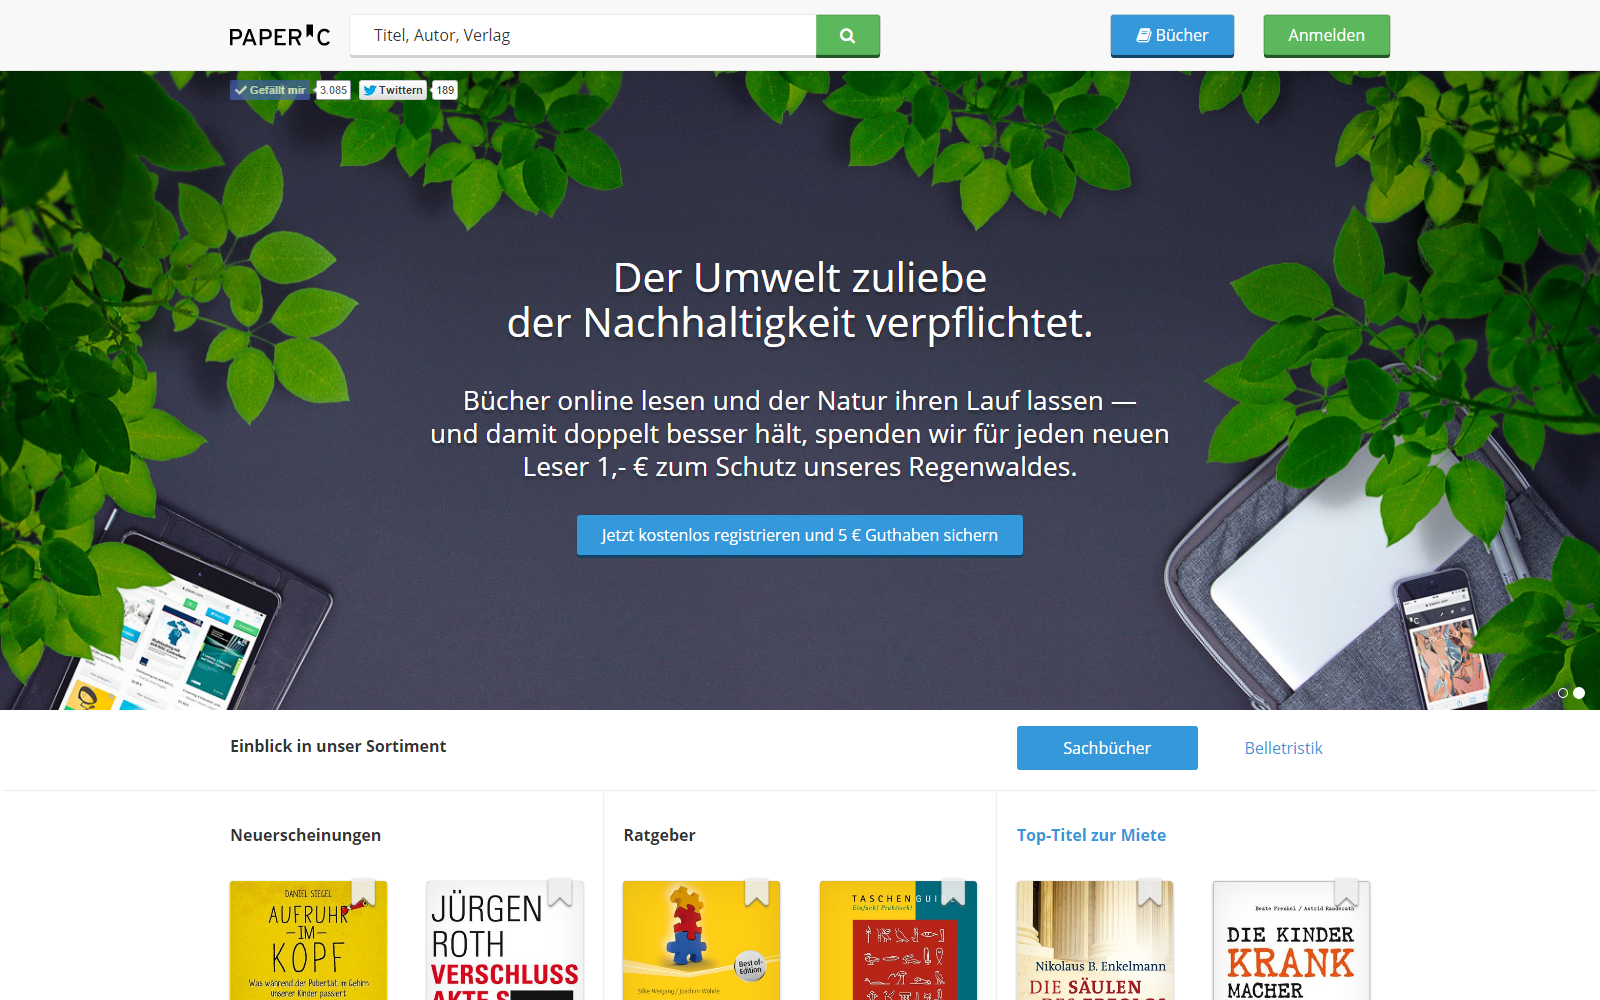 PAPER C
Titel, Autor, Verlag
Bücher
Anmelden
Gefällt mir
3.085
Twittern
189
Der Umwelt zuliebe
der Nachhaltigkeit verpflichtet.
Bücher online lesen und der Natur ihren Lauf lassen —
und damit doppelt besser hält, spenden wir für jeden neuen
Leser 1,- € zum Schutz unseres Regenwaldes.
Jetzt kostenlos registrieren und 5 € Guthaben sichern
Einblick in unser Sortiment
Sachbücher
Belletristik
Neuerscheinungen
Ratgeber
Top-Titel zur Miete
DANIEL SIEGEL
AUFRUHR
–IM–
KOPF
Was während der Pubertät im Gehirn
unserer Kinder passiert
JÜRGEN
ROTH
VERSCHLUSS
AKTE S
Best of-
Edition
Silke Weigang / Joachim Wöhrle
TASCHENGUI
Einfach! Praktisch!
Nikolaus B. Enkelmann
DIE SÄULEN
DES ERFOLGS
Beate Frenkel / Astrid Randerath
DIE KINDER
KRANK
MACHER